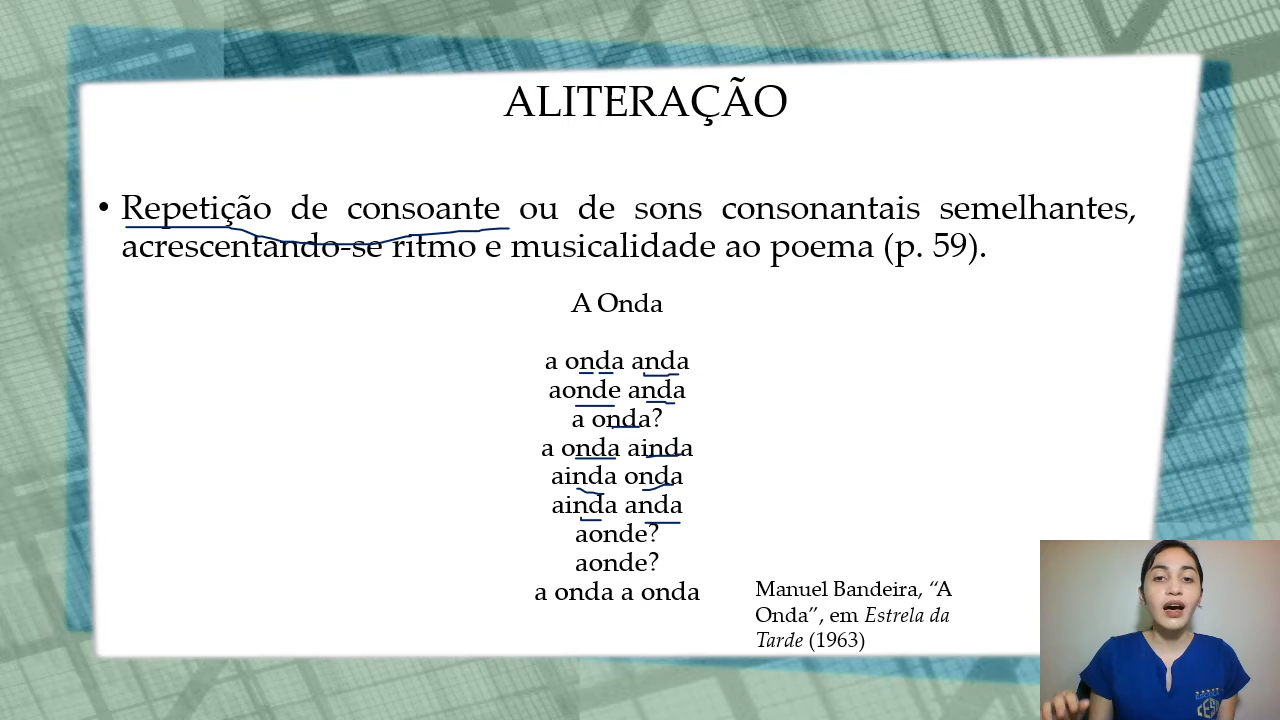 ALITERAÇÃO
• Repetição de consoante ou de sons consonantais semelhantes,
acrescentando-se ritmo e musicalidade ao poema (p. 59).
A Onda
a onda anda
aonde anda
a onda?
a onda ainda
ainda onda
ainda anda
aonde?
aonde?
a onda a onda
Manuel Bandeira, “A
Onda”, em Estrela da
Tarde (1963)